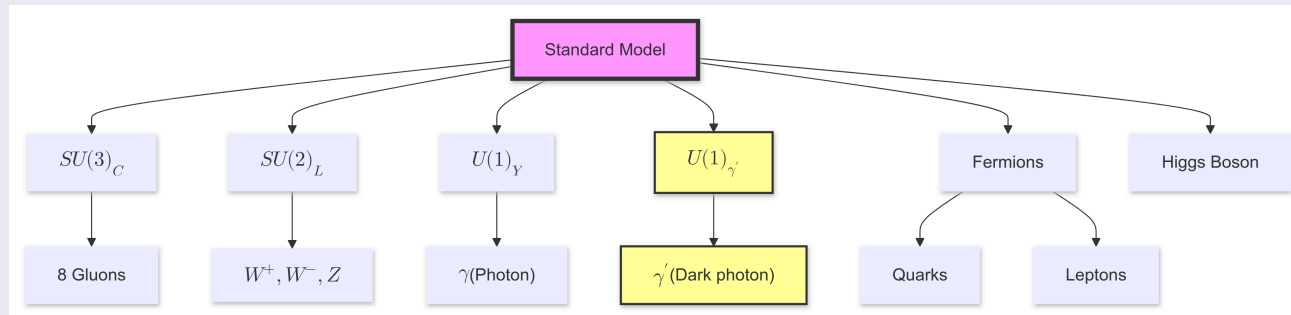 Standard Model
SU(3)_C
SU(2)_L
U(1)_Y
U(1)_γ′
Fermions
Higgs Boson
8 Gluons
W⁺, W⁻, Z
γ(Photon)
γ′(Dark photon)
Quarks
Leptons